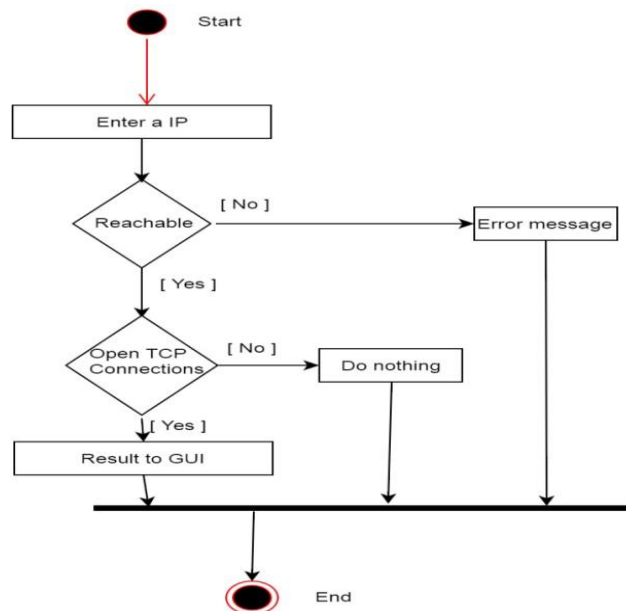 Start
Enter a IP
[ No ]
Reachable
Error message
[ Yes ]
[ No ]
Open TCP
Connections
Do nothing
[ Yes ]
Result to GUI
End